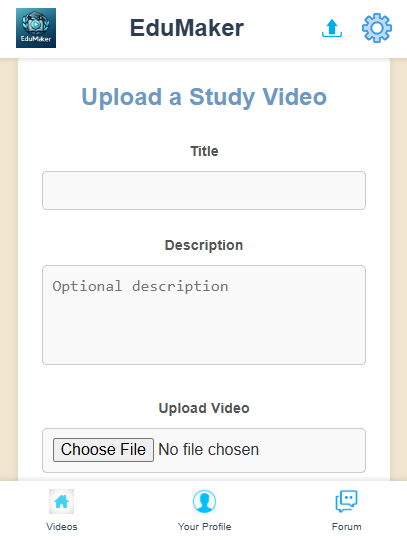 EduMaker
EduMaker
Upload a Study Video
Title
Description
Optional description
Upload Video
Choose File No file chosen
Videos
Your Profile
Forum